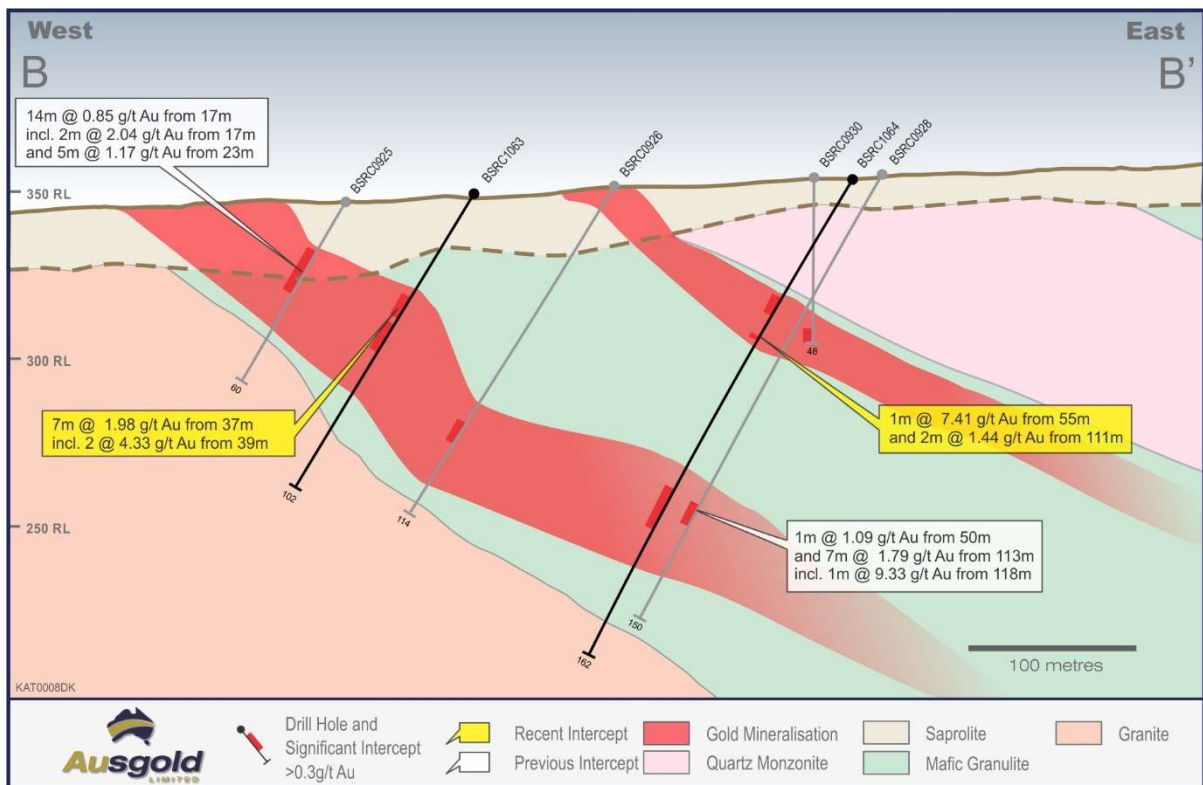 West
East
B
B'
14m @ 0.85 g/t Au from 17m
incl. 2m @ 2.04 g/t Au from 17m
and 5m @ 1.17 g/t Au from 23m
BSRC0925
BSRC1063
BSRC0926
BSRC0930
BSRC1064
BSRC0928
350 RL
300 RL
250 RL
48
60
102
114
150
162
7m @ 1.98 g/t Au from 37m
incl. 2 @ 4.33 g/t Au from 39m
1m @ 7.41 g/t Au from 55m
and 2m @ 1.44 g/t Au from 111m
1m @ 1.09 g/t Au from 50m
and 7m @ 1.79 g/t Au from 113m
incl. 1m @ 9.33 g/t Au from 118m
100 metres
KAT0008DK
Ausgold
LIMITED
Drill Hole and
Significant Intercept
>0.3g/t Au
Recent Intercept
Previous Intercept
Gold Mineralisation
Quartz Monzonite
Saprolite
Mafic Granulite
Granite